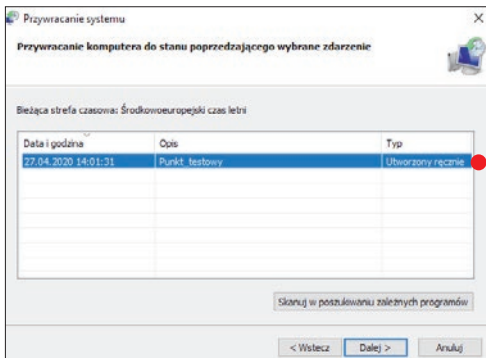 Przywracanie systemu
Przywracanie komputera do stanu poprzedzającego wybrane zdarzenie
Bieżąca strefa czasowa: Środkowoeuropejski czas letni
Data i godzina Opis Typ
27.04.2020 14:01:31 Punkt_testowy Utworzony ręcznie
Skanuj w poszukiwaniu zależnych programów
< Wstecz Dalej > Anuluj